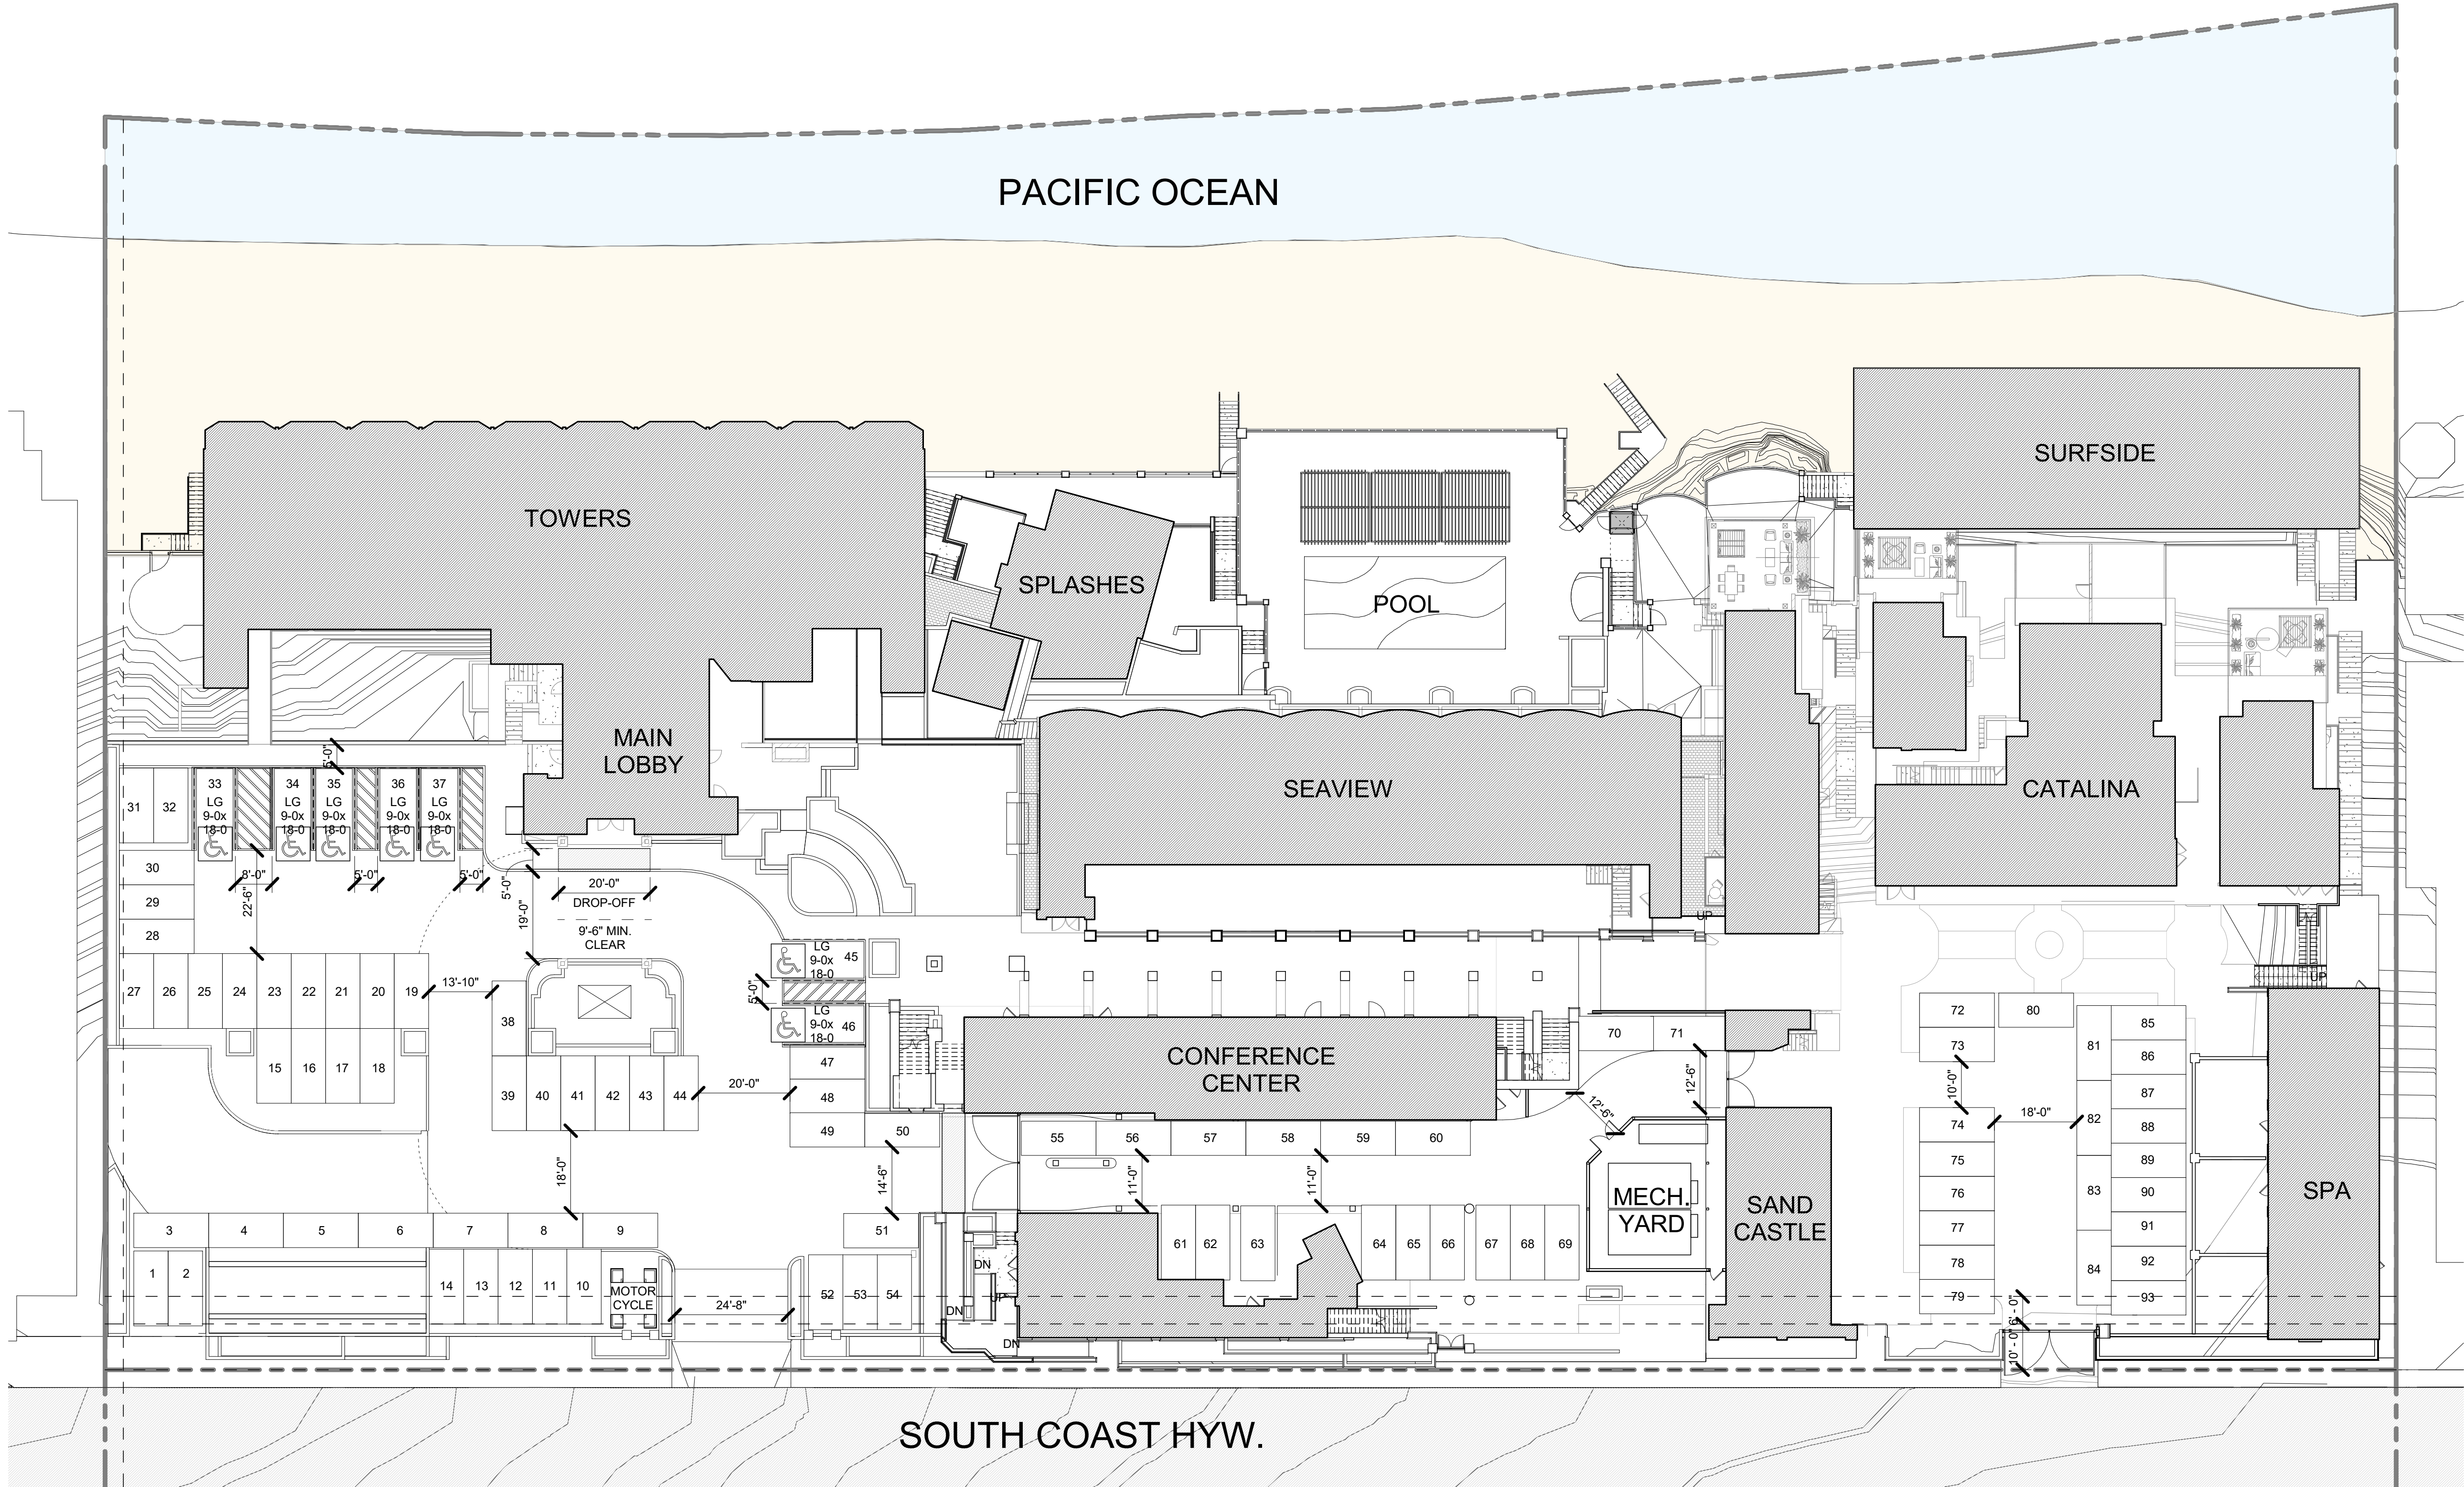 PACIFIC OCEAN
SURFSIDE
TOWERS
SPLASHES
POOL
MAIN
LOBBY
SEAVIEW
CATALINA
5'-0"
31
32
33
LG
9-0x
18-0
34
LG
9-0x
18-0
35
LG
9-0x
18-0
36
LG
9-0x
18-0
37
LG
9-0x
18-0
30
29
28
8'-0"
5'-0"
5'-0"
22'-6"
5'-0"
19'-0"
20'-0"
DROP-OFF
9'-6" MIN.
CLEAR
UP
LG
9-0x
18-0
45
5'-0"
LG
9-0x
18-0
46
UP
27
26
25
24
23
22
21
20
19
13'-10"
38
15
16
17
18
39
40
41
42
43
44
20'-0"
47
48
49
50
CONFERENCE
CENTER
70
71
12'-6"
12'-6"
72
73
80
10'-0"
74
75
76
77
78
79
18'-0"
81
82
83
84
85
86
87
88
89
90
91
92
93
SPA
55
56
57
58
59
60
18'-0"
14'-6"
11'-0"
11'-0"
MECH.
YARD
SAND
CASTLE
3
4
5
6
7
8
9
51
61
62
63
64
65
66
67
68
69
1
2
14
13
12
11
10
MOTOR
CYCLE
24'-8"
52
53
54
DN
UP
DN
DN
6' - 0"
10' - 0"
SOUTH COAST HYW.